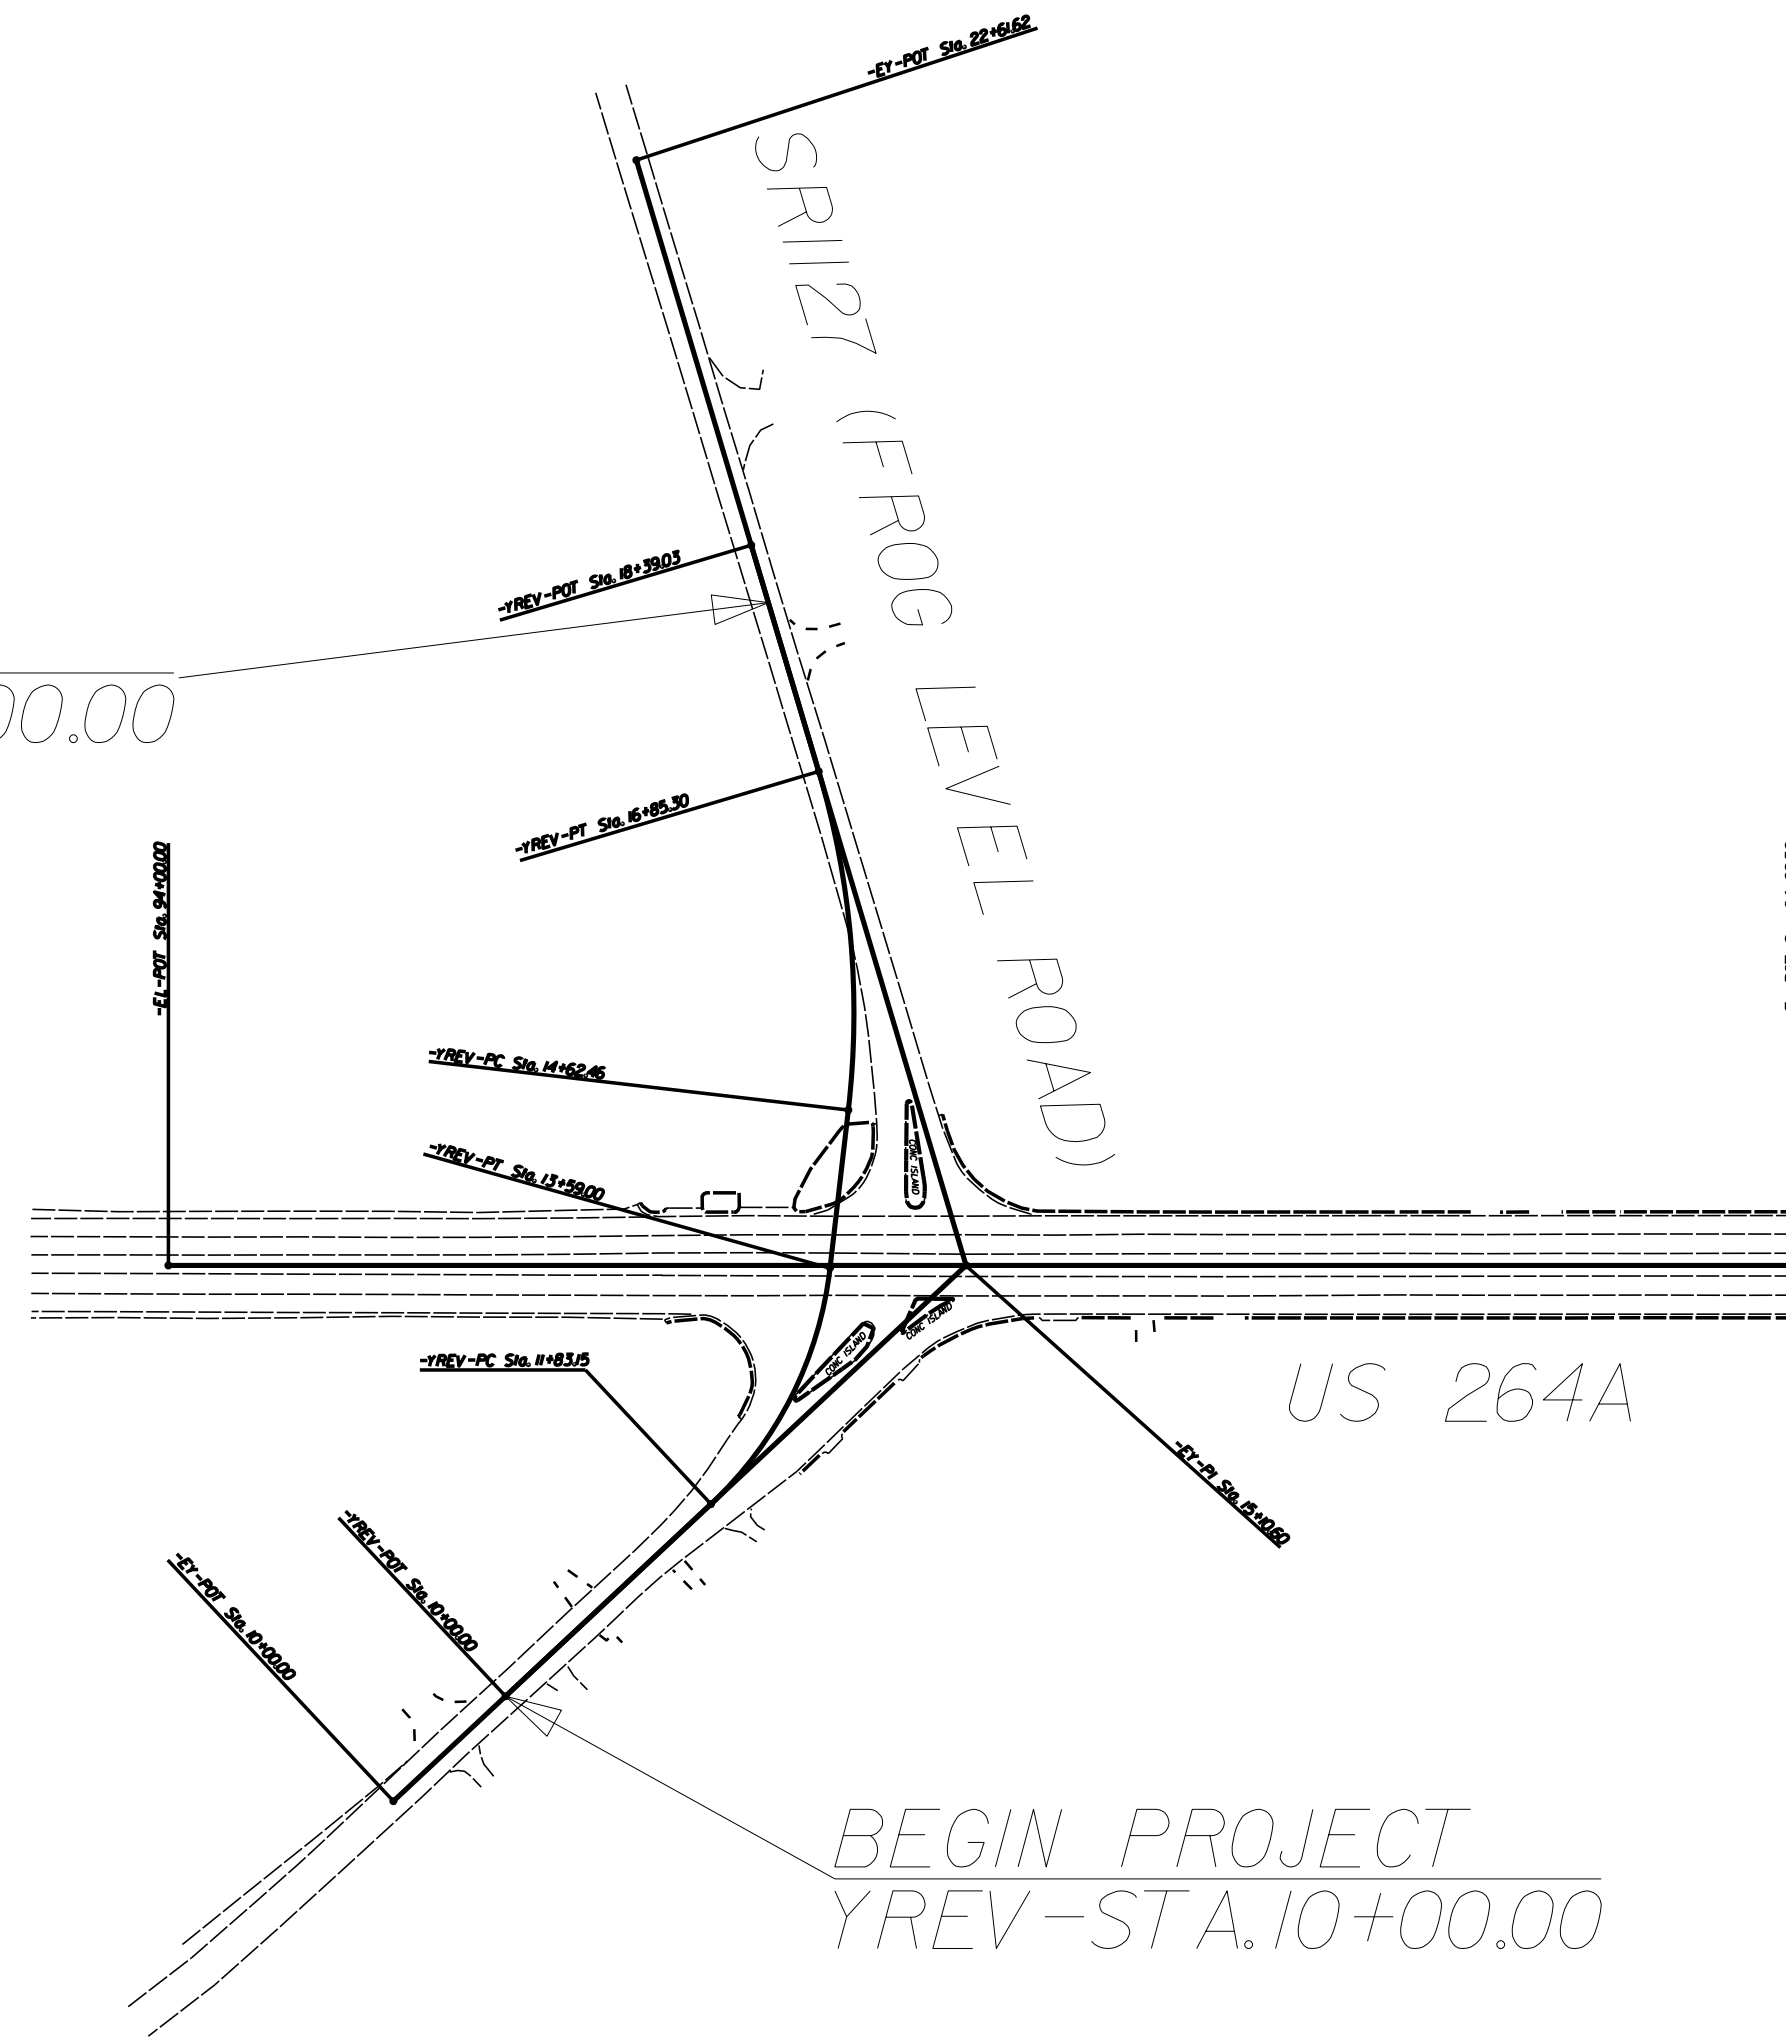 -EY-POT Sta. 22+61.62
SR1127 (FROG LEVEL ROAD)
-YREV-POT Sta. 18+39.03
00.00
-YREV-PT Sta. 16+85.30
-EL-POT Sta. 94+00.00
-YREV-PC Sta. 14+62.46
-YREV-PT Sta. 13+59.00
CONC ISLAND
CONC ISLAND
CONC ISLAND
-YREV-PC Sta. 11+83.15
US 264A
-EY-PI Sta. 15+10.60
-YREV-POT Sta. 10+00.00
-EY-POT Sta. 10+00.00
BEGIN PROJECT
YREV-STA.10+00.00